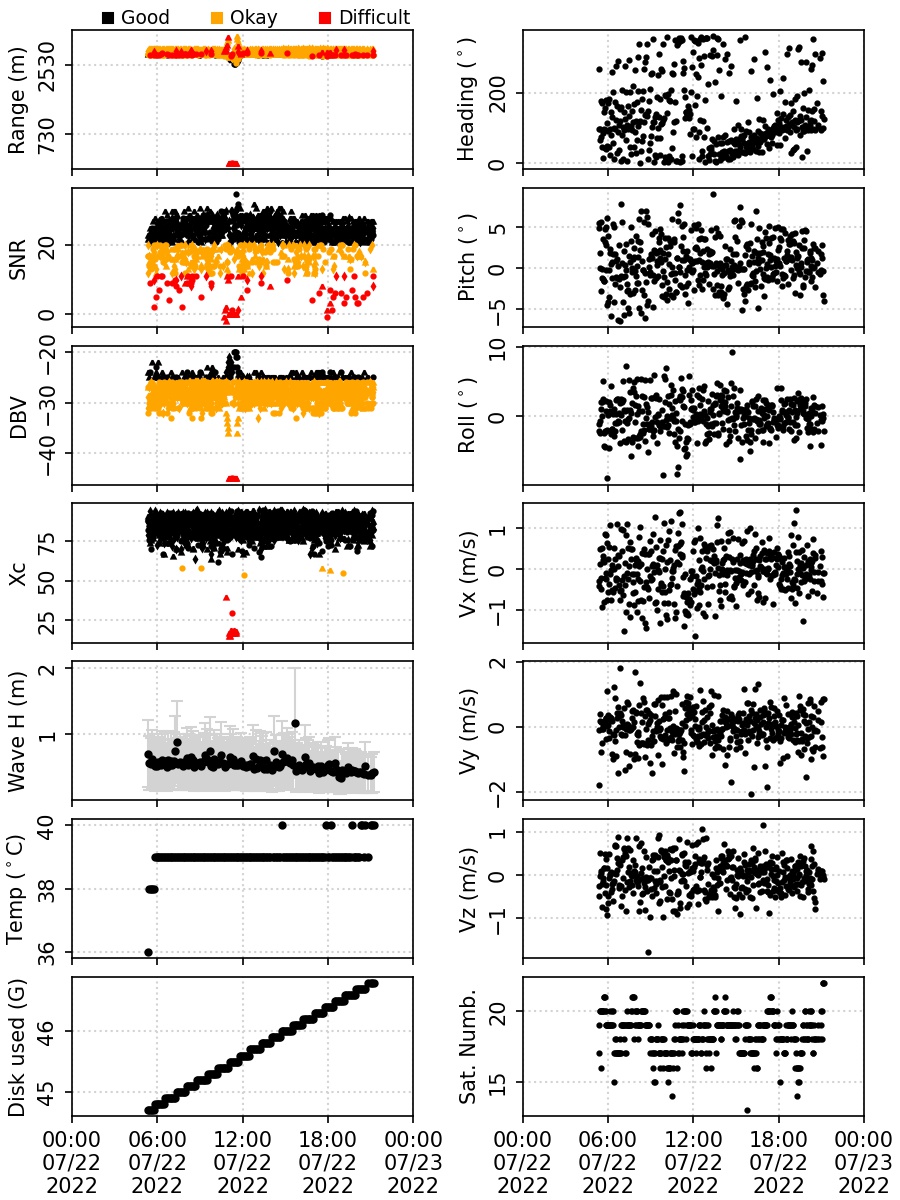 Good Okay Difficult
Range (m)
2530
730
Heading (°)
200
0
SNR
20
0
Pitch (°)
5
0
−5
DBV
−20
−30
−40
Roll (°)
10
0
Xc
75
50
25
Vx (m/s)
1
0
−1
Wave H (m)
2
1
Vy (m/s)
2
0
−2
Temp (°C)
40
38
36
Vz (m/s)
1
0
−1
Disk used (G)
46
45
Sat. Numb.
20
15
00:00 06:00 12:00 18:00 00:00 00:00 06:00 12:00 18:00 00:00
07/22 07/22 07/22 07/22 07/23 07/22 07/22 07/22 07/22 07/23
2022 2022 2022 2022 2022 2022 2022 2022 2022 2022